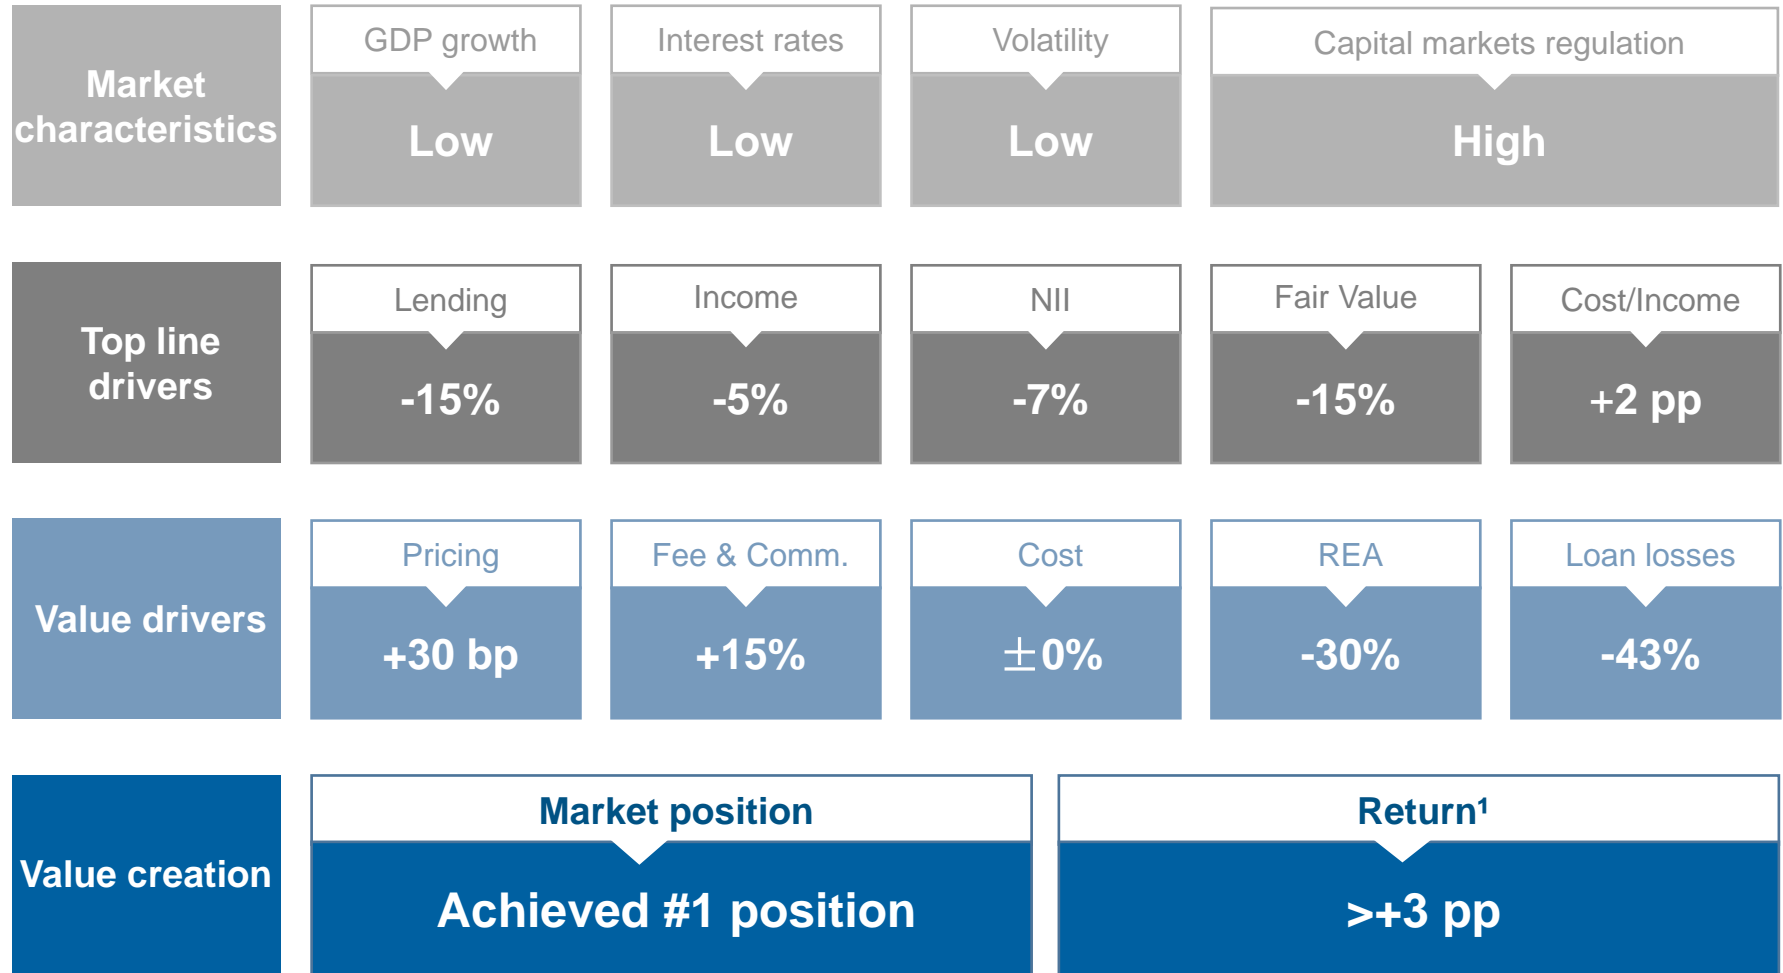 Market
characteristics
GDP growth
Low
Interest rates
Low
Volatility
Low
Capital markets regulation
High
Top line
drivers
Lending
-15%
Income
-5%
NII
-7%
Fair Value
-15%
Cost/Income
+2 pp
Value drivers
Pricing
+30 bp
Fee & Comm.
+15%
Cost
±0%
REA
-30%
Loan losses
-43%
Value creation
Market position
Achieved #1 position
Return¹
>+3 pp